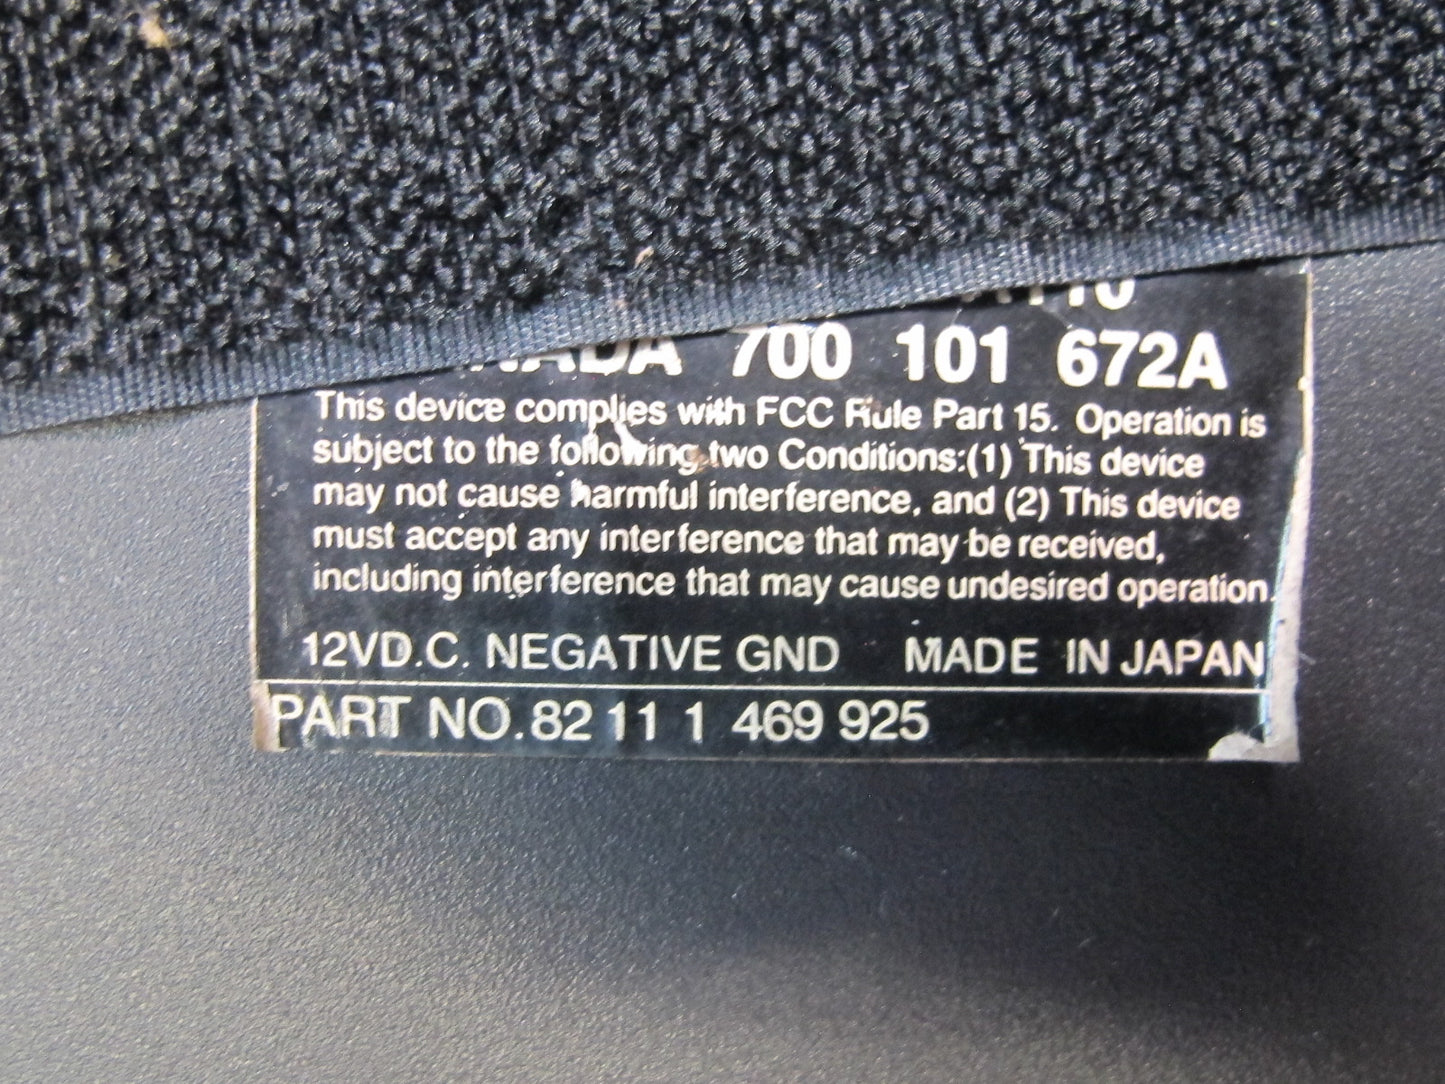 700 101 672A
This device complies with FCC Rule Part 15. Operation is
subject to the following two Conditions:(1) This device
may not cause harmful interference, and (2) This device
must accept any interference that may be received,
including interference that may cause undesired operation.
12VD.C. NEGATIVE GND MADE IN JAPAN
PART NO.82 11 1 469 925